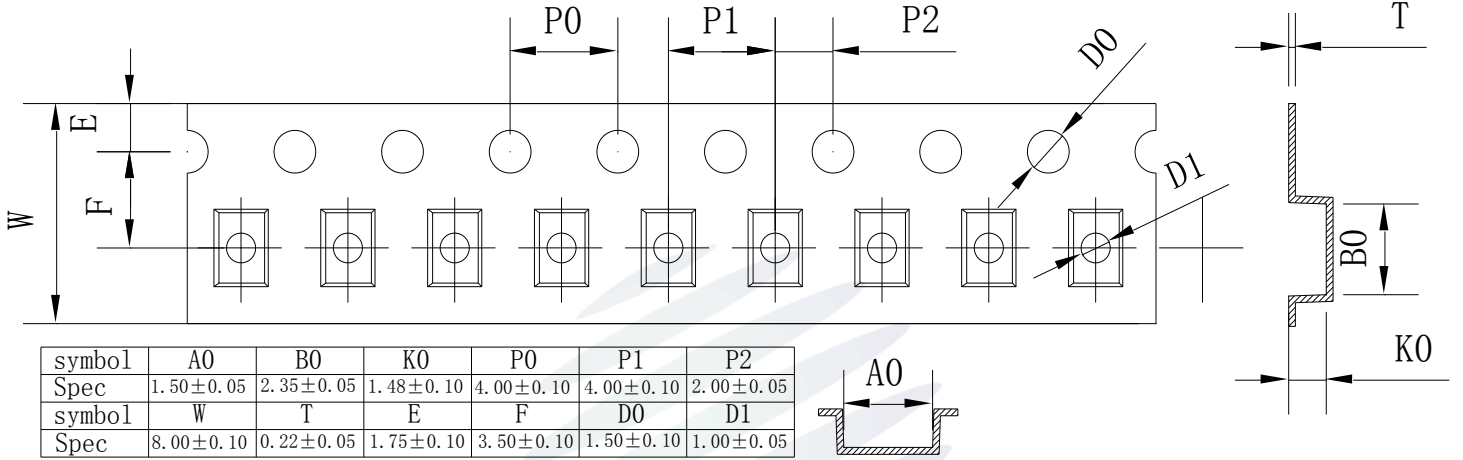 P0
P1
P2
T
D0
E
D1
F
W
B0
K0
A0
symbol A0 B0 K0 P0 P1 P2
Spec 1.50±0.05 2.35±0.05 1.48±0.10 4.00±0.10 4.00±0.10 2.00±0.05
symbol W T E F D0 D1
Spec 8.00±0.10 0.22±0.05 1.75±0.10 3.50±0.10 1.50±0.10 1.00±0.05